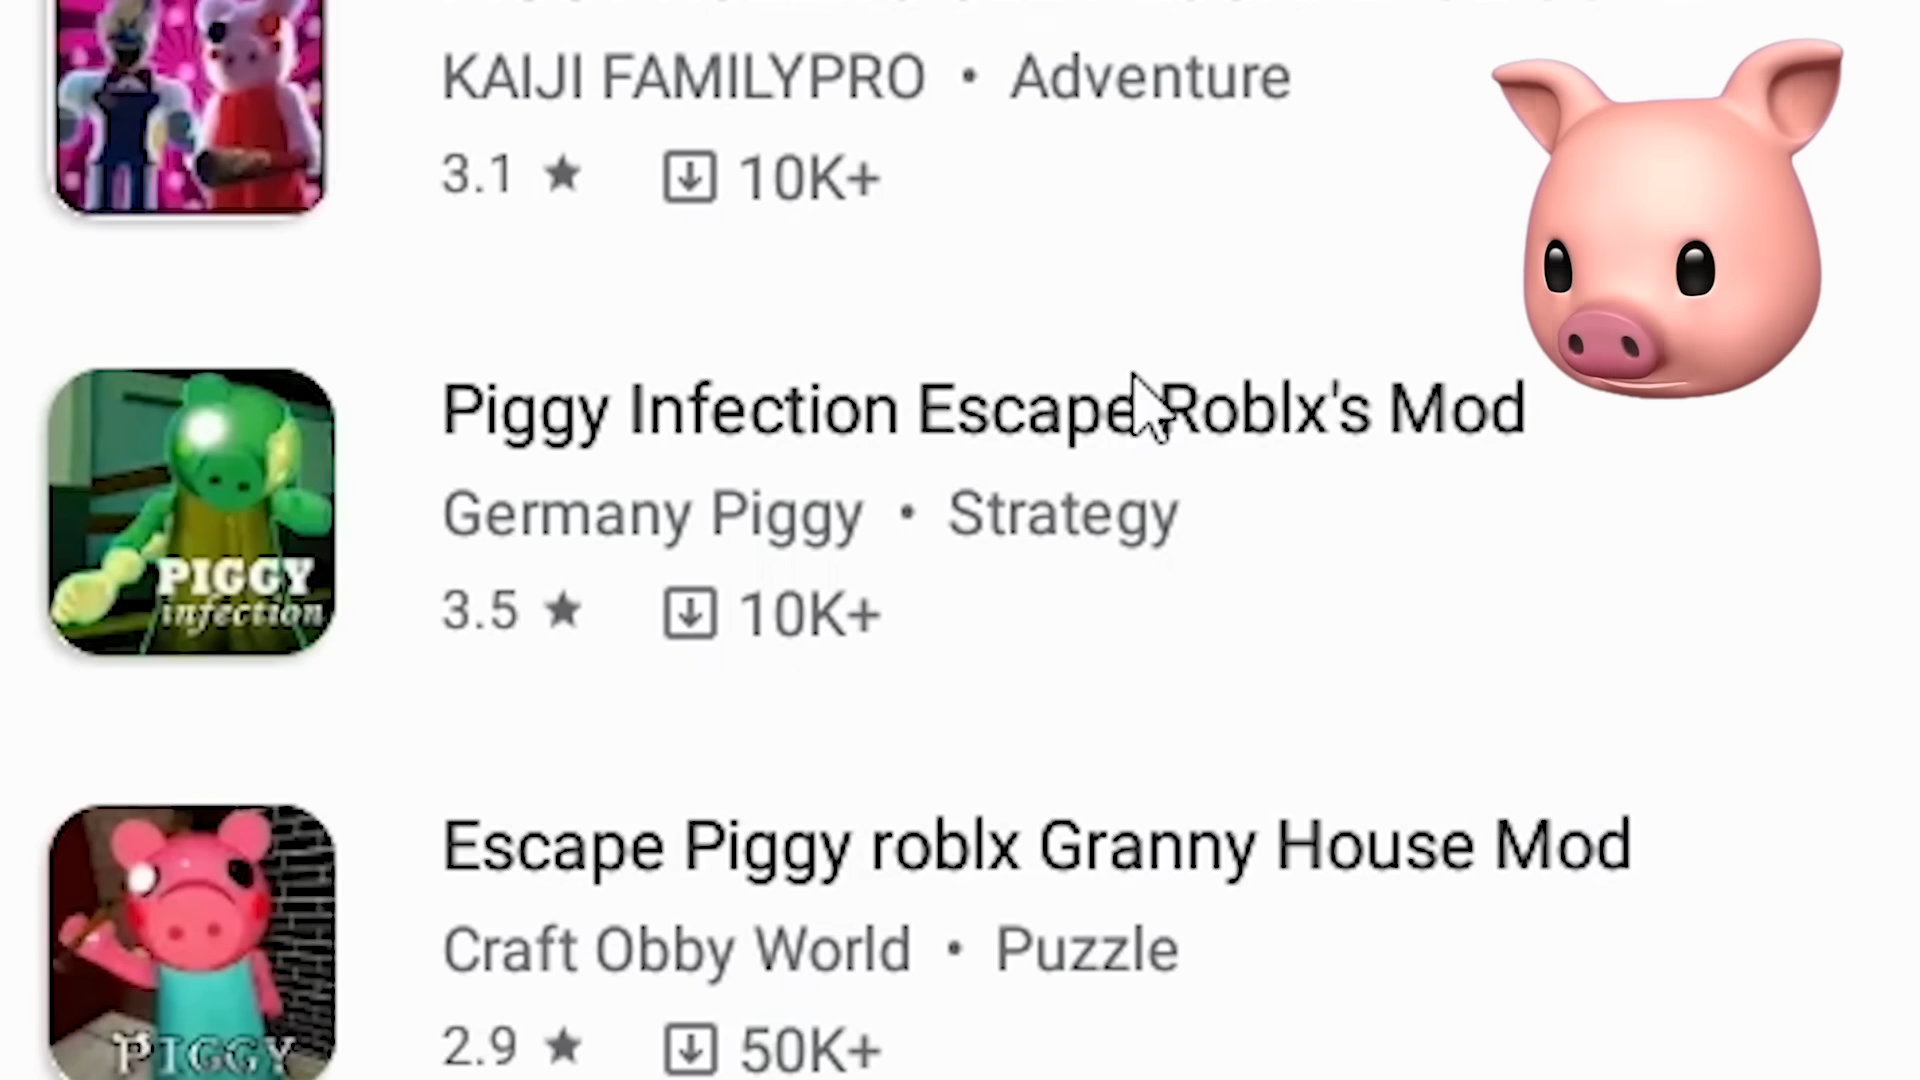 KAIJI FAMILYPRO • Adventure
3.1 ★ 10K+
Piggy Infection Escape Roblx's Mod
Germany Piggy • Strategy
3.5 ★ 10K+
PIGGY
infection
Escape Piggy roblx Granny House Mod
Craft Obby World • Puzzle
2.9 ★ 50K+
PIGGY